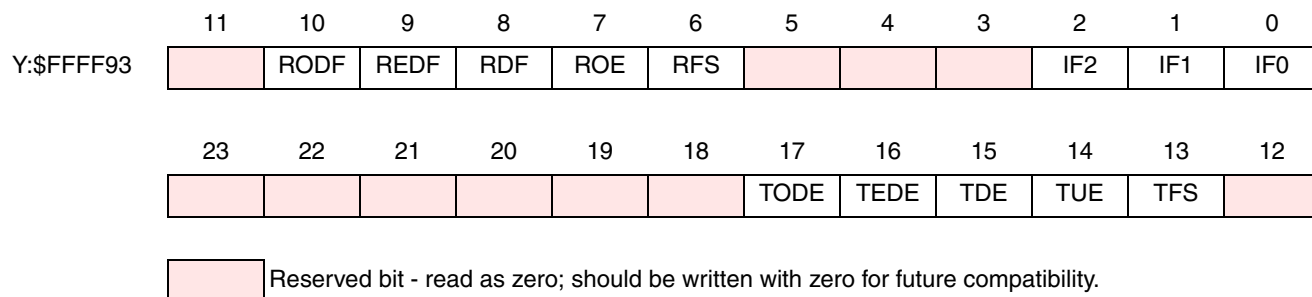 11 10 9 8 7 6 5 4 3 2 1 0
Y:$FFFF93 RODF REDF RDF ROE RFS IF2 IF1 IF0
23 22 21 20 19 18 17 16 15 14 13 12
TODE TEDE TDE TUE TFS
Reserved bit - read as zero; should be written with zero for future compatibility.